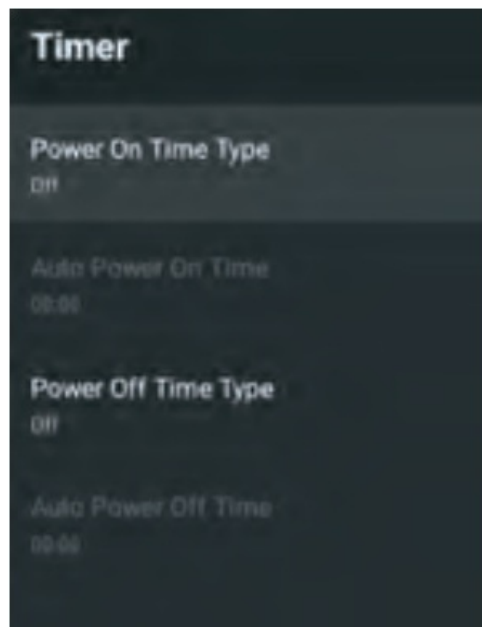 Timer
Power On Time Type
Off
Auto Power On Time
00:00
Power Off Time Type
Off
Auto Power Off Time
00:00